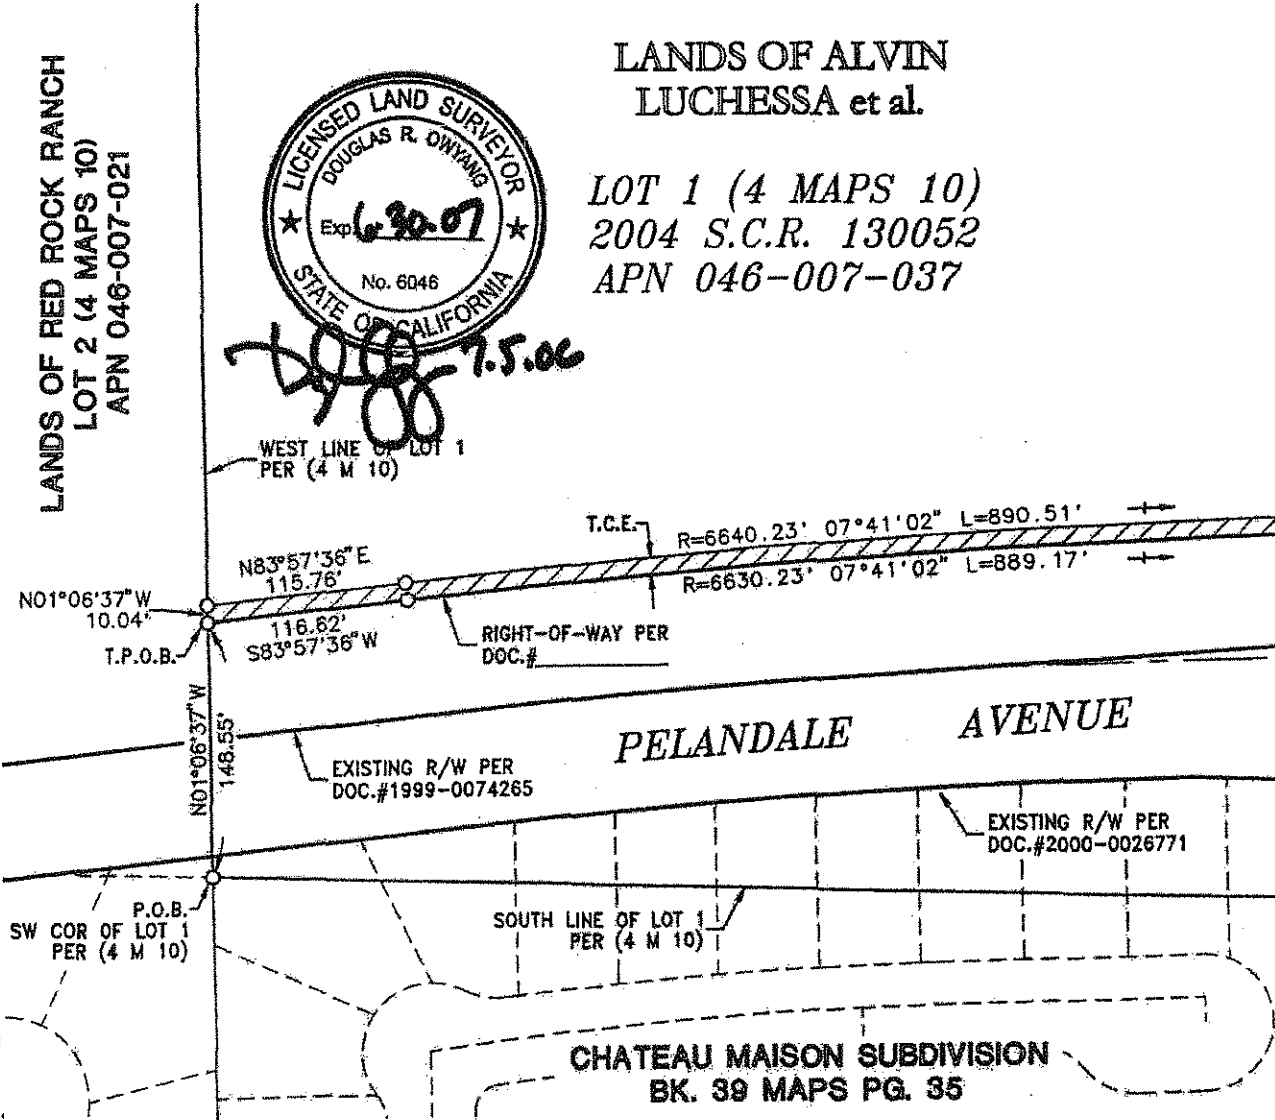 LANDS OF RED ROCK RANCH
LOT 2 (4 MAPS 10)
APN 046-007-021
LICENSED LAND SURVEYOR
DOUGLAS R. OWYANG
Exp. 6.30.07
No. 6046
STATE OF CALIFORNIA
7.5.06
LANDS OF ALVIN
LUCHESSA et al.
LOT 1 (4 MAPS 10)
2004 S.C.R. 130052
APN 046-007-037
WEST LINE OF LOT 1
PER (4 M 10)
T.C.E.
R=6640.23' 07°41'02" L=890.51'
R=6630.23' 07°41'02" L=889.17'
N83°57'36"E
115.76'
N01°06'37"W
10.04'
116.62'
S83°57'36"W
T.P.O.B.
RIGHT-OF-WAY PER
DOC.#
N01°06'37"W
148.55'
PELANDALE AVENUE
EXISTING R/W PER
DOC.#1999-0074265
EXISTING R/W PER
DOC.#2000-0026771
P.O.B.
SW COR OF LOT 1
PER (4 M 10)
SOUTH LINE OF LOT 1
PER (4 M 10)
CHATEAU MAISON SUBDIVISION
BK. 39 MAPS PG. 35